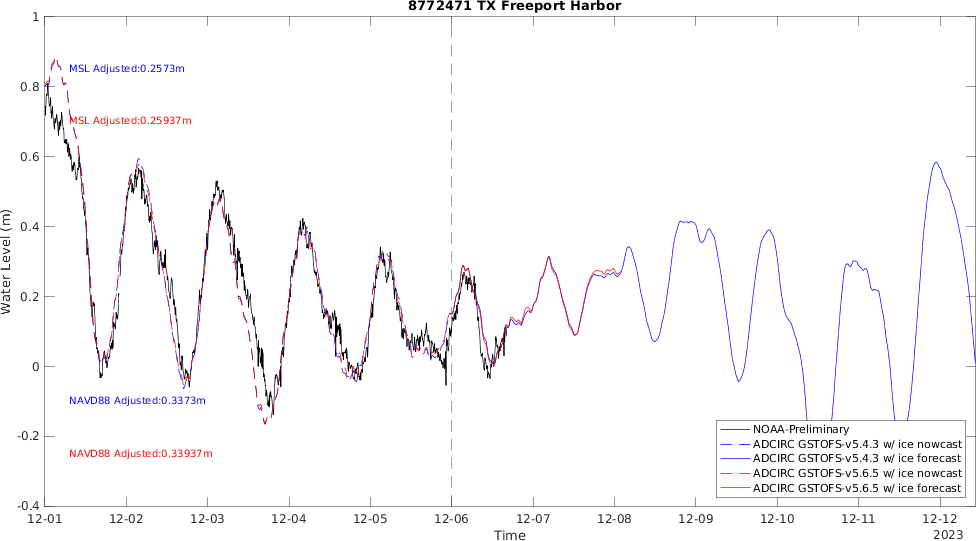 8772471 TX Freeport Harbor
1
0.8
0.6
0.4
0.2
0
-0.2
-0.4
Water Level (m)
MSL Adjusted:0.2573m
MSL Adjusted:0.25937m
NAVD88 Adjusted:0.3373m
NAVD88 Adjusted:0.33937m
NOAA-Preliminary
ADCIRC GSTOFS-v5.4.3 w/ ice nowcast
ADCIRC GSTOFS-v5.4.3 w/ ice forecast
ADCIRC GSTOFS-v5.6.5 w/ ice nowcast
ADCIRC GSTOFS-v5.6.5 w/ ice forecast
12-01 12-02 12-03 12-04 12-05 12-06 12-07 12-08 12-09 12-10 12-11 12-12
Time
2023